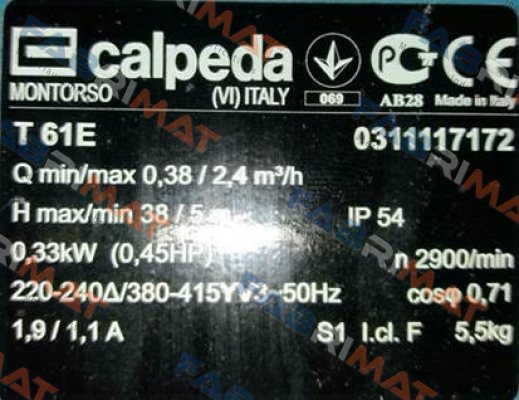 calpeda
MONTORSO (VI) ITALY
069
AB28 Made in Italy
T 61E 0311117172
Q min/max 0,38 / 2,4 m³/h
H max/min 38 / 5 m IP 54
0,33kW (0,45HP) n 2900/min
220-240Δ/380-415YV3~50Hz cosφ 0,71
1,9 / 1,1 A S1 I.cl. F 5,5kg
FABRIMAT